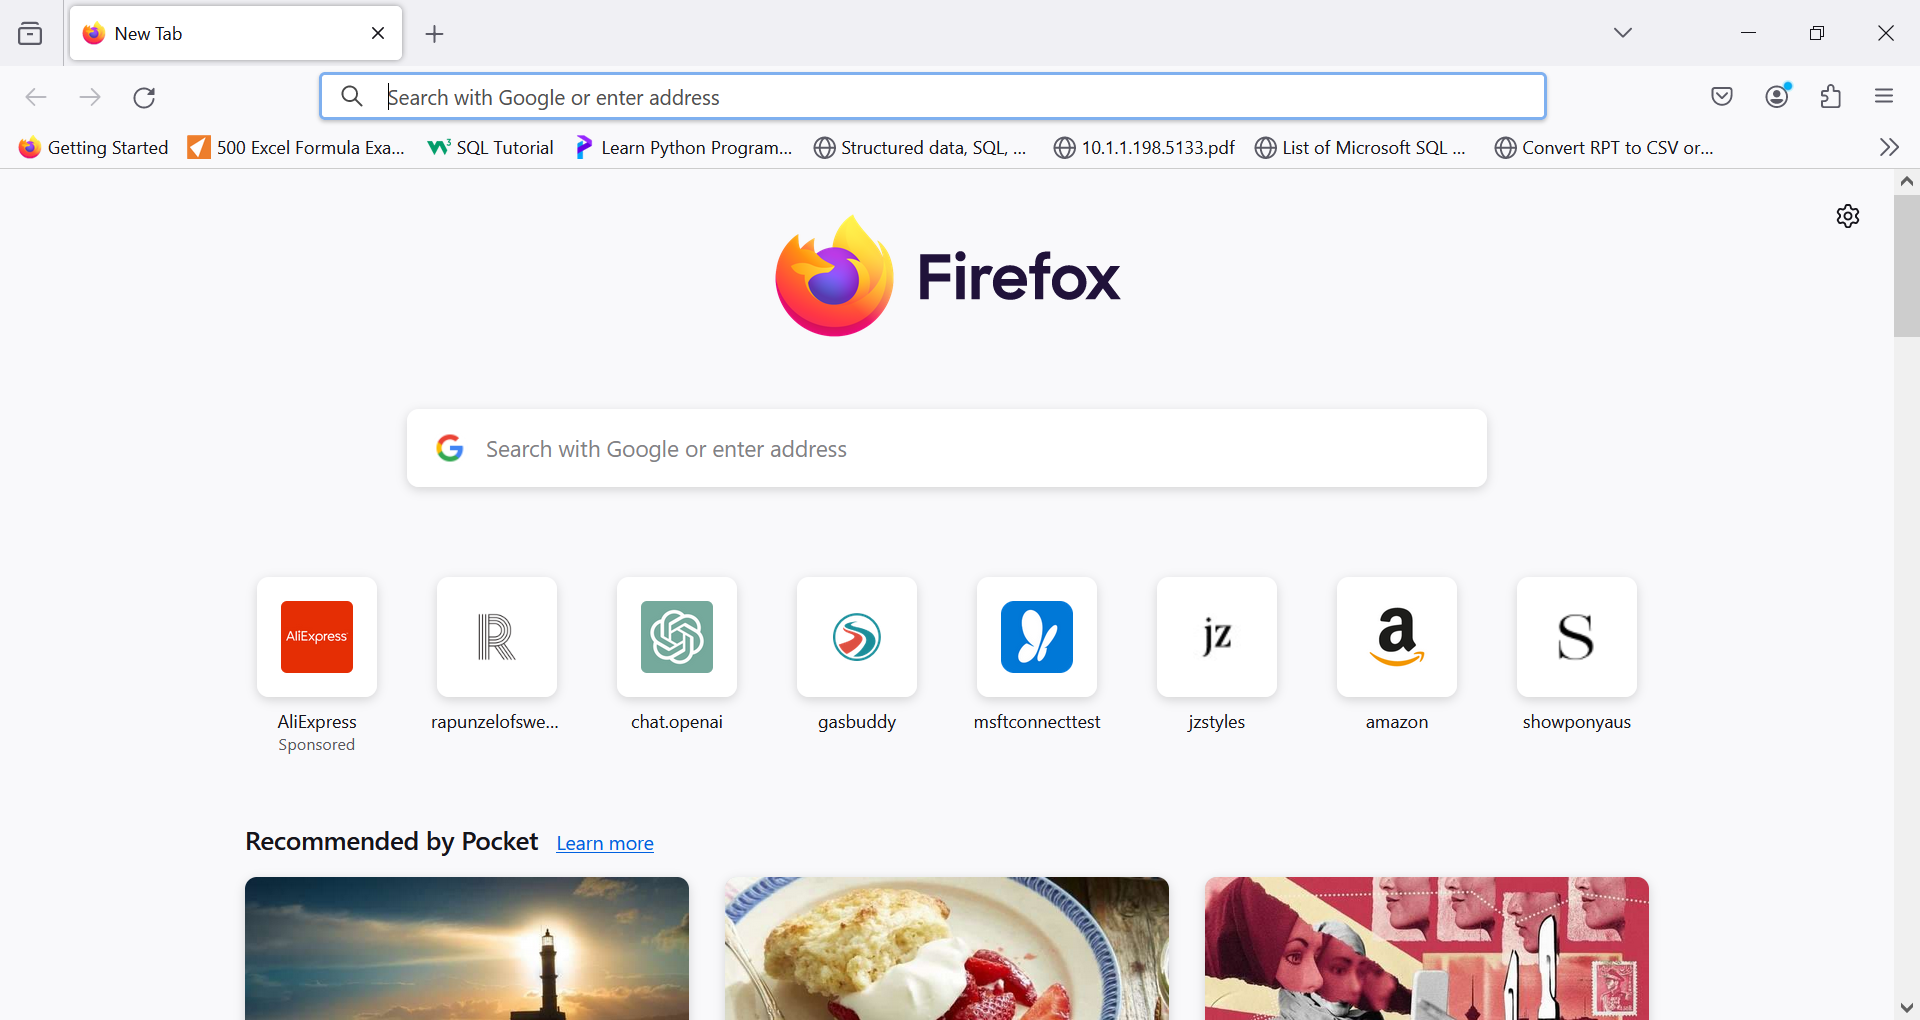 New Tab
Search with Google or enter address
Getting Started 500 Excel Formula Exa... SQL Tutorial Learn Python Program... Structured data, SQL, ... 10.1.1.198.5133.pdf List of Microsoft SQL ... Convert RPT to CSV or...
Firefox
Search with Google or enter address
AliExpress
R
jz
a
S
AliExpress rapunzelofswe... chat.openai gasbuddy msftconnecttest jzstyles amazon showponyaus
Sponsored
Recommended by Pocket Learn more